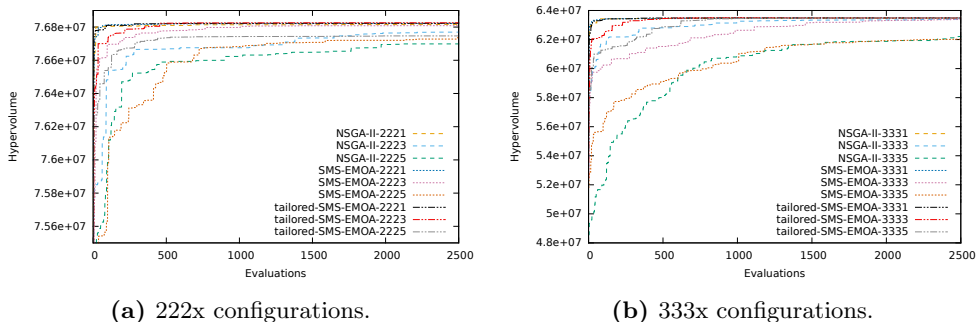 7.68e+07
7.66e+07
7.64e+07
7.62e+07
7.6e+07
7.58e+07
7.56e+07
Hypervolume
0 500 1000 1500 2000 2500
Evaluations
NSGA-II-2221
NSGA-II-2223
NSGA-II-2225
SMS-EMOA-2221
SMS-EMOA-2223
SMS-EMOA-2225
tailored-SMS-EMOA-2221
tailored-SMS-EMOA-2223
tailored-SMS-EMOA-2225
(a) 222x configurations.
6.4e+07
6.2e+07
6e+07
5.8e+07
5.6e+07
5.4e+07
5.2e+07
5e+07
4.8e+07
Hypervolume
0 500 1000 1500 2000 2500
Evaluations
NSGA-II-3331
NSGA-II-3333
NSGA-II-3335
SMS-EMOA-3331
SMS-EMOA-3333
SMS-EMOA-3335
tailored-SMS-EMOA-3331
tailored-SMS-EMOA-3333
tailored-SMS-EMOA-3335
(b) 333x configurations.